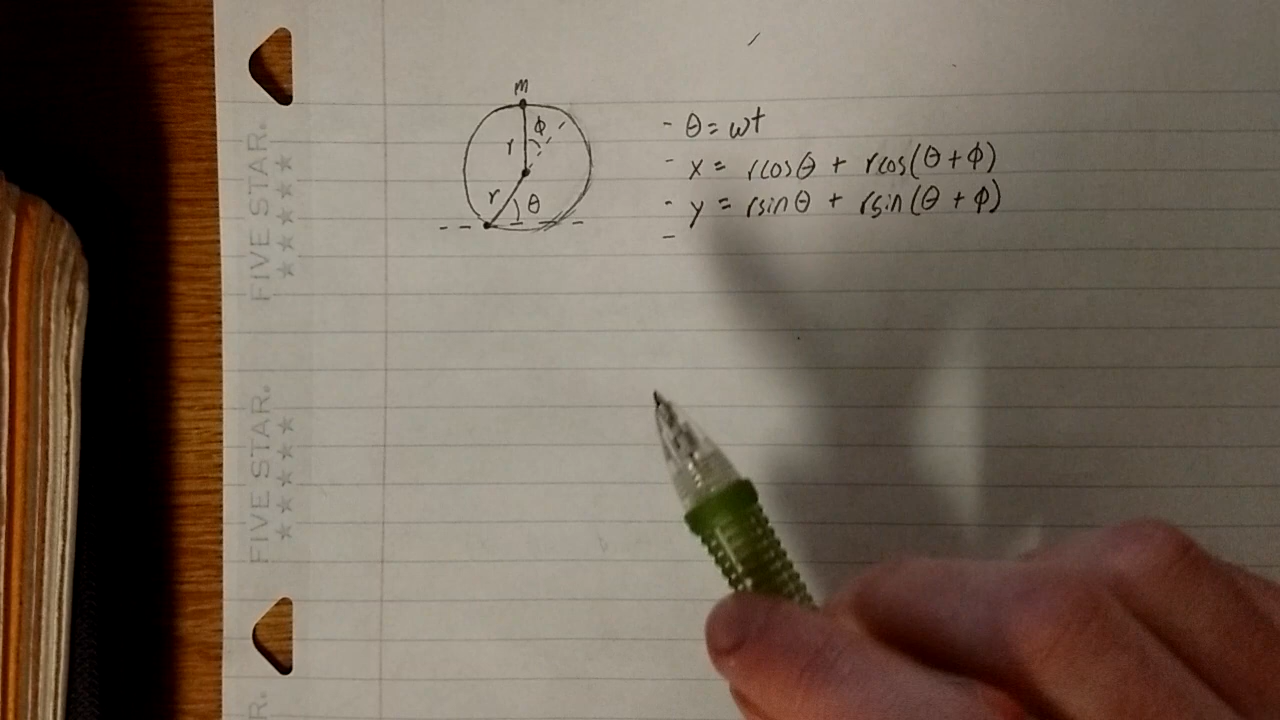 m
φ
r
r
θ
- θ = ωt
- x = rcosθ + rcos(θ+φ)
- y = rsinθ + rsin(θ + φ)
-
FIVE STAR.
★★★★★
FIVE STAR.
★★★★★
R.